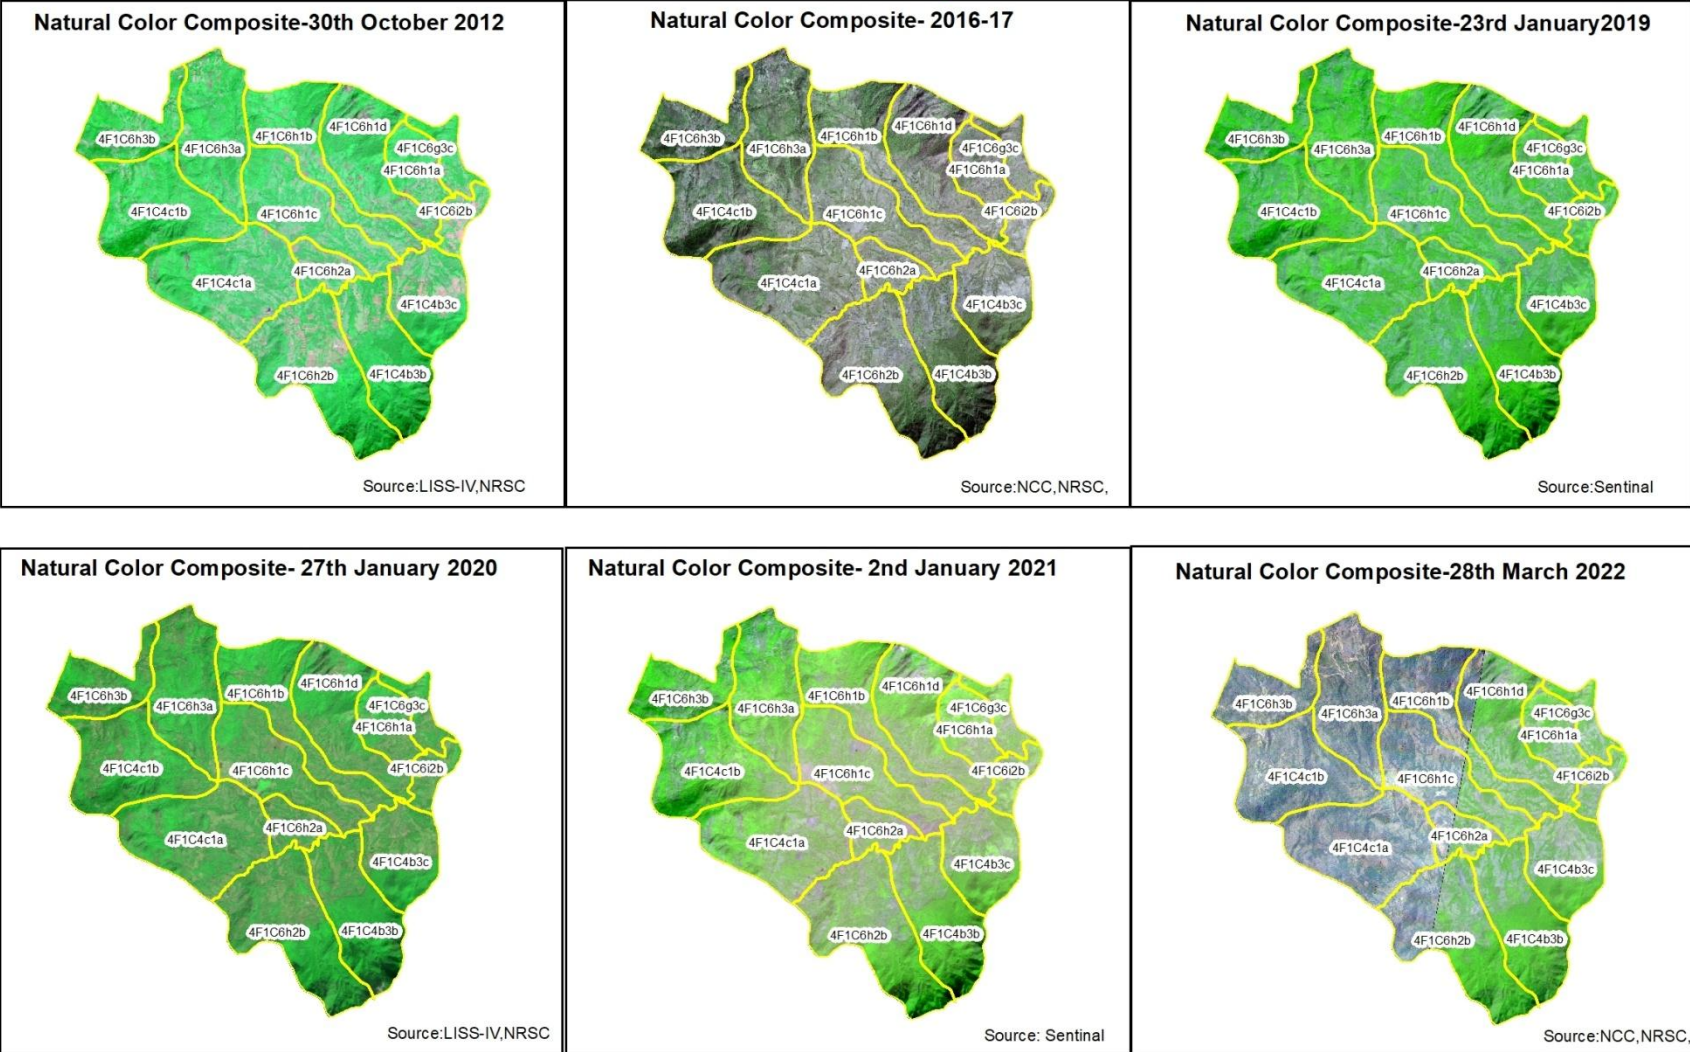 Natural Color Composite-30th October 2012
4F1C6h3b
4F1C6h3a
4F1C6h1b
4F1C6h1d
4F1C6g3c
4F1C6h1a
4F1C4c1b
4F1C6h1c
4F1C6i2b
4F1C4c1a
4F1C6h2a
4F1C4b3c
4F1C6h2b
4F1C4b3b
Source:LISS-IV,NRSC
Natural Color Composite- 2016-17
4F1C6h3b
4F1C6h3a
4F1C6h1b
4F1C6h1d
4F1C6g3c
4F1C6h1a
4F1C4c1b
4F1C6h1c
4F1C6i2b
4F1C4c1a
4F1C6h2a
4F1C4b3c
4F1C6h2b
4F1C4b3b
Source:NCC,NRSC,
Natural Color Composite-23rd January2019
4F1C6h3b
4F1C6h3a
4F1C6h1b
4F1C6h1d
4F1C6g3c
4F1C6h1a
4F1C4c1b
4F1C6h1c
4F1C6i2b
4F1C4c1a
4F1C6h2a
4F1C4b3c
4F1C6h2b
4F1C4b3b
Source:Sentinal
Natural Color Composite- 27th January 2020
4F1C6h3b
4F1C6h3a
4F1C6h1b
4F1C6h1d
4F1C6g3c
4F1C6h1a
4F1C4c1b
4F1C6h1c
4F1C6i2b
4F1C4c1a
4F1C6h2a
4F1C4b3c
4F1C6h2b
4F1C4b3b
Source:LISS-IV,NRSC
Natural Color Composite- 2nd January 2021
4F1C6h3b
4F1C6h3a
4F1C6h1b
4F1C6h1d
4F1C6g3c
4F1C6h1a
4F1C4c1b
4F1C6h1c
4F1C6i2b
4F1C4c1a
4F1C6h2a
4F1C4b3c
4F1C6h2b
4F1C4b3b
Source: Sentinal
Natural Color Composite-28th March 2022
4F1C6h3b
4F1C6h3a
4F1C6h1b
4F1C6h1d
4F1C6g3c
4F1C6h1a
4F1C4c1b
4F1C6h1c
4F1C6i2b
4F1C4c1a
4F1C6h2a
4F1C4b3c
4F1C6h2b
4F1C4b3b
Source:NCC,NRSC,